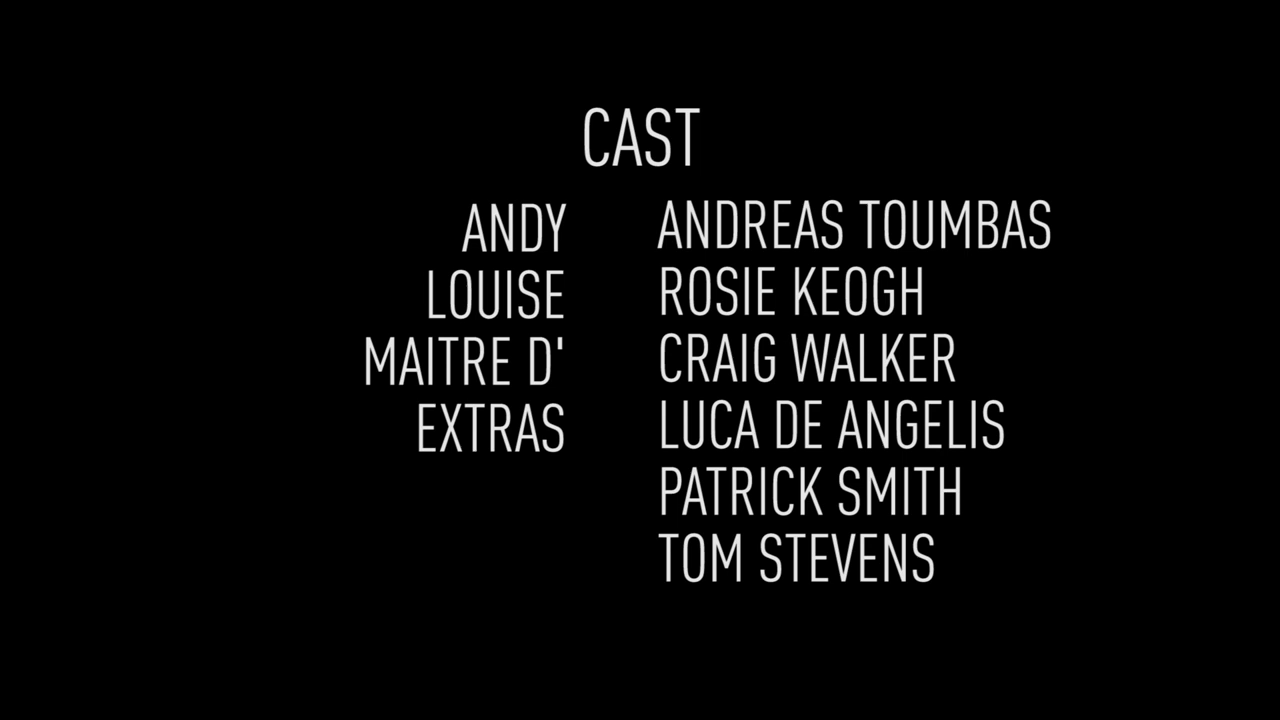 CAST
ANDY ANDREAS TOUMBAS
LOUISE ROSIE KEOGH
MAITRE D' CRAIG WALKER
EXTRAS LUCA DE ANGELIS
PATRICK SMITH
TOM STEVENS